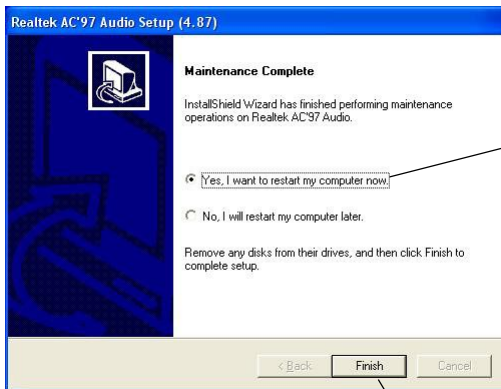 Realtek AC'97 Audio Setup (4.87)
Maintenance Complete
InstallShield Wizard has finished performing maintenance
operations on Realtek AC'97 Audio.
Yes, I want to restart my computer now.
No, I will restart my computer later.
Remove any disks from their drives, and then click Finish to
complete setup.
< Back Finish Cancel